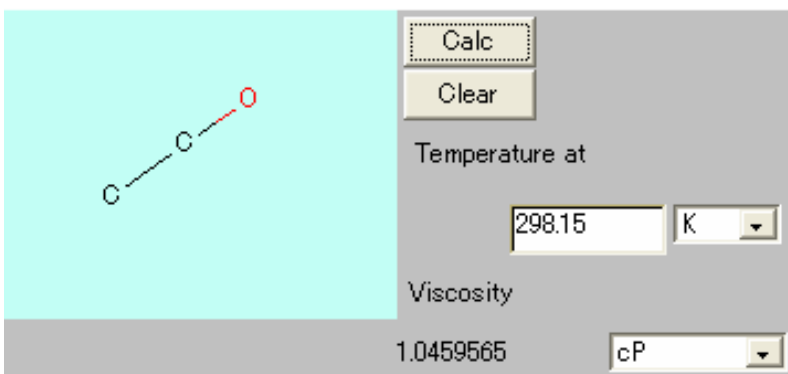 Calc
Clear
O
C
C
Temperature at
298.15 K
Viscosity
1.0459565 cP